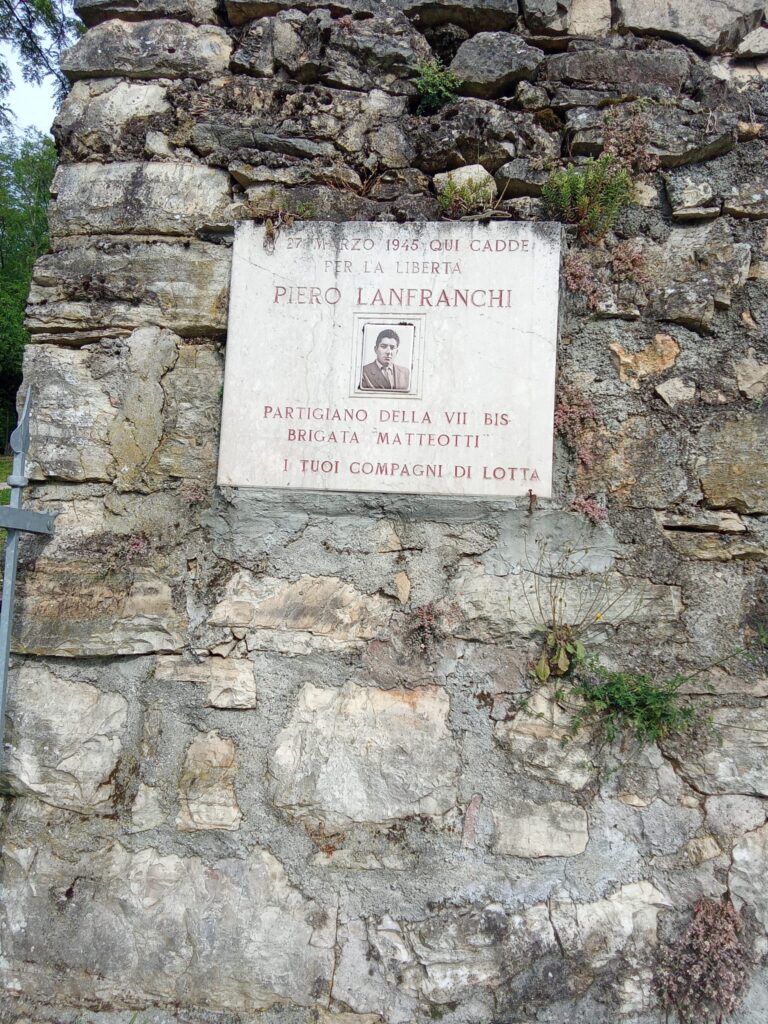 IL 27 MARZO 1945 QUI CADDE
PER LA LIBERTÀ
PIERO LANFRANCHI
PARTIGIANO DELLA VII BIS
BRIGATA "MATTEOTTI"
I TUOI COMPAGNI DI LOTTA